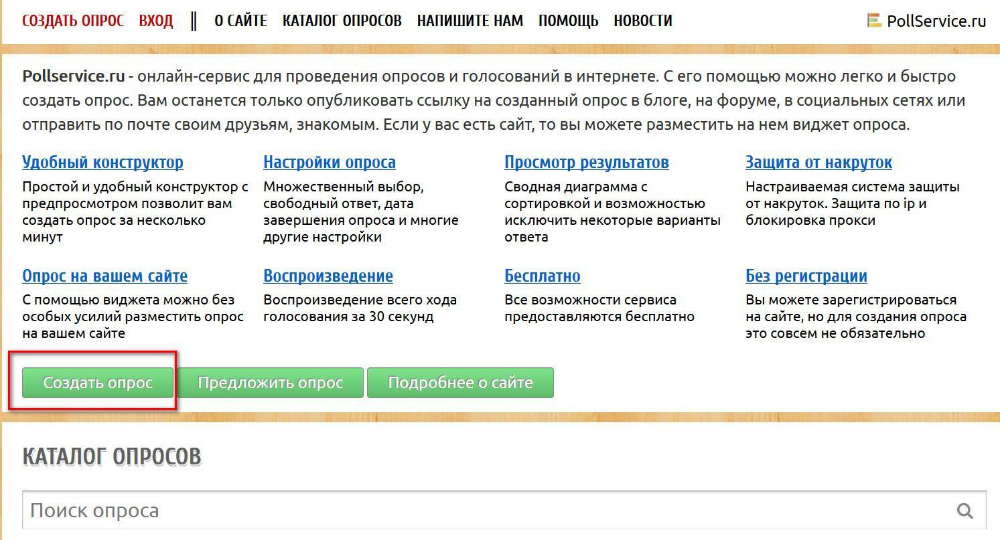 СОЗДАТЬ ОПРОС ВХОД || О САЙТЕ КАТАЛОГ ОПРОСОВ НАПИШИТЕ НАМ ПОМОЩЬ НОВОСТИ PollService.ru
Pollservice.ru - онлайн-сервис для проведения опросов и голосований в интернете. С его помощью можно легко и быстро
создать опрос. Вам останется только опубликовать ссылку на созданный опрос в блоге, на форуме, в социальных сетях или
отправить по почте своим друзьям, знакомым. Если у вас есть сайт, то вы можете разместить на нем виджет опроса.
Удобный конструктор
Простой и удобный конструктор с
предпросмотром позволит вам
создать опрос за несколько
минут
Настройки опроса
Множественный выбор,
свободный ответ, дата
завершения опроса и многие
другие настройки
Просмотр результатов
Сводная диаграмма с
сортировкой и возможностью
исключить некоторые варианты
ответа
Защита от накруток
Настраиваемая система защиты
от накруток. Защита по ip и
блокировка прокси
Опрос на вашем сайте
С помощью виджета можно без
особых усилий разместить опрос
на вашем сайте
Воспроизведение
Воспроизведение всего хода
голосования за 30 секунд
Бесплатно
Все возможности сервиса
предоставляются бесплатно
Без регистрации
Вы можете зарегистрироваться
на сайте, но для создания опроса
это совсем не обязательно
Создать опрос Предложить опрос Подробнее о сайте
КАТАЛОГ ОПРОСОВ
Поиск опроса